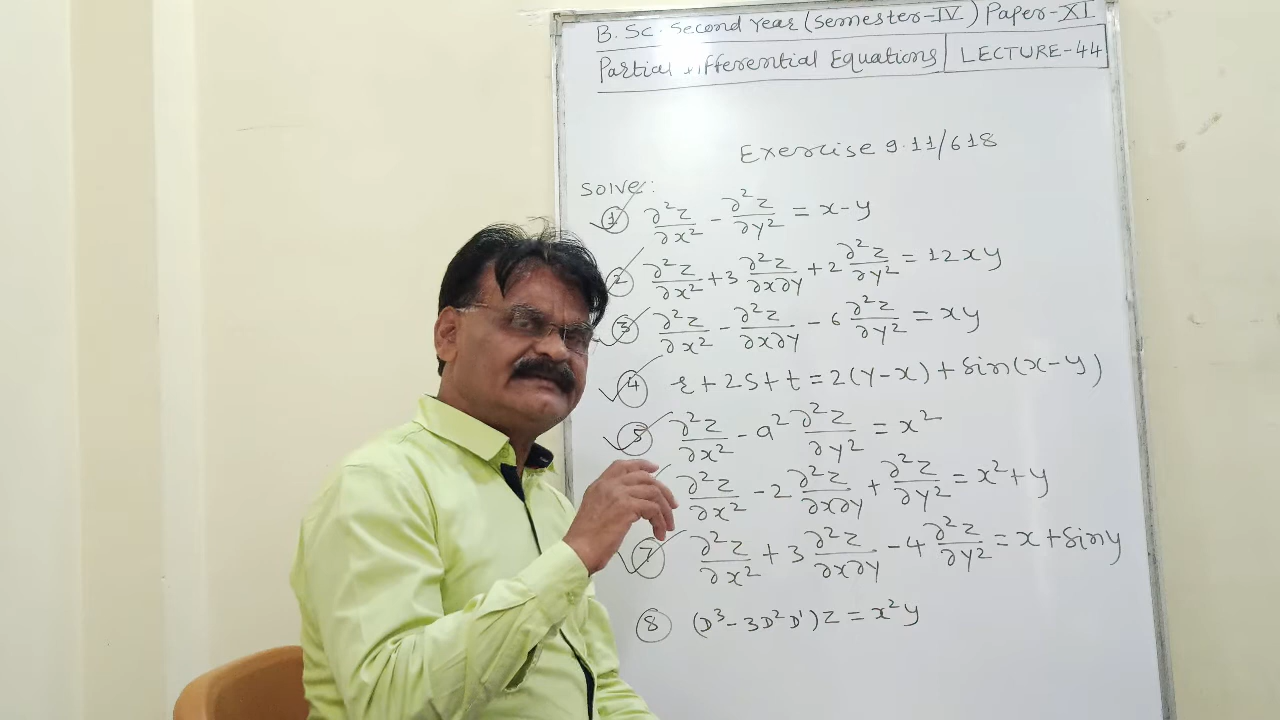 B.Sc. Second Year (Semester-IV) Paper-XI
Partial Differential Equations LECTURE-44
Exercise 9.11/618
Solve:
① ∂²z/∂x² - ∂²z/∂y² = x-y
② ∂²z/∂x² + 3 ∂²z/∂x∂y + 2 ∂²z/∂y² = 12xy
③ ∂²z/∂x² - ∂²z/∂x∂y - 6 ∂²z/∂y² = xy
④ r + 2s + t = 2(y-x) + sin(x-y)
⑤ ∂²z/∂x² - a² ∂²z/∂y² = x²
∂²z/∂x² - 2 ∂²z/∂x∂y + ∂²z/∂y² = x² + y
⑦ ∂²z/∂x² + 3 ∂²z/∂x∂y - 4 ∂²z/∂y² = x + siny
⑧ (D³ - 3D²D')z = x²y